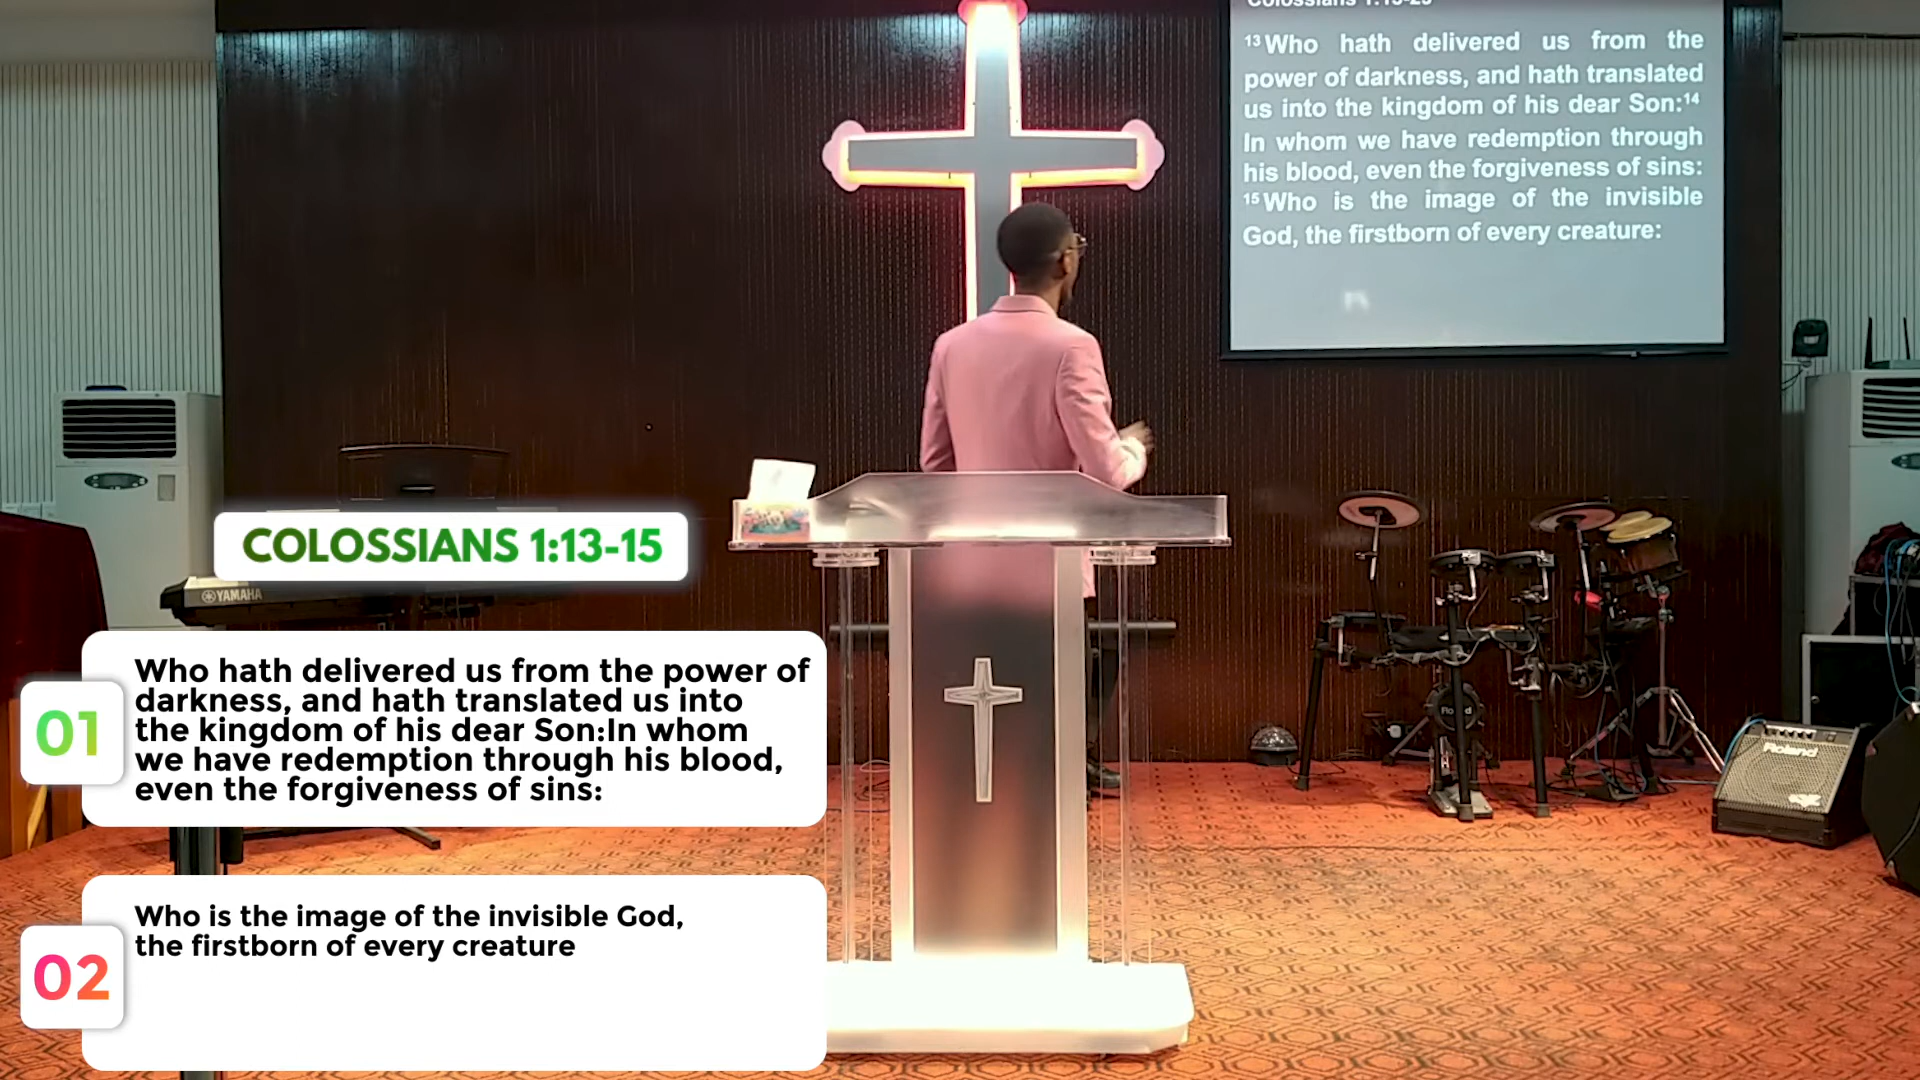 ¹³Who hath delivered us from the
power of darkness, and hath translated
us into the kingdom of his dear Son:¹⁴
In whom we have redemption through
his blood, even the forgiveness of sins:
¹⁵Who is the image of the invisible
God, the firstborn of every creature:
COLOSSIANS 1:13-15
YAMAHA
01
Who hath delivered us from the power of
darkness, and hath translated us into
the kingdom of his dear Son:In whom
we have redemption through his blood,
even the forgiveness of sins:
02
Who is the image of the invisible God,
the firstborn of every creature
Roland
Roland